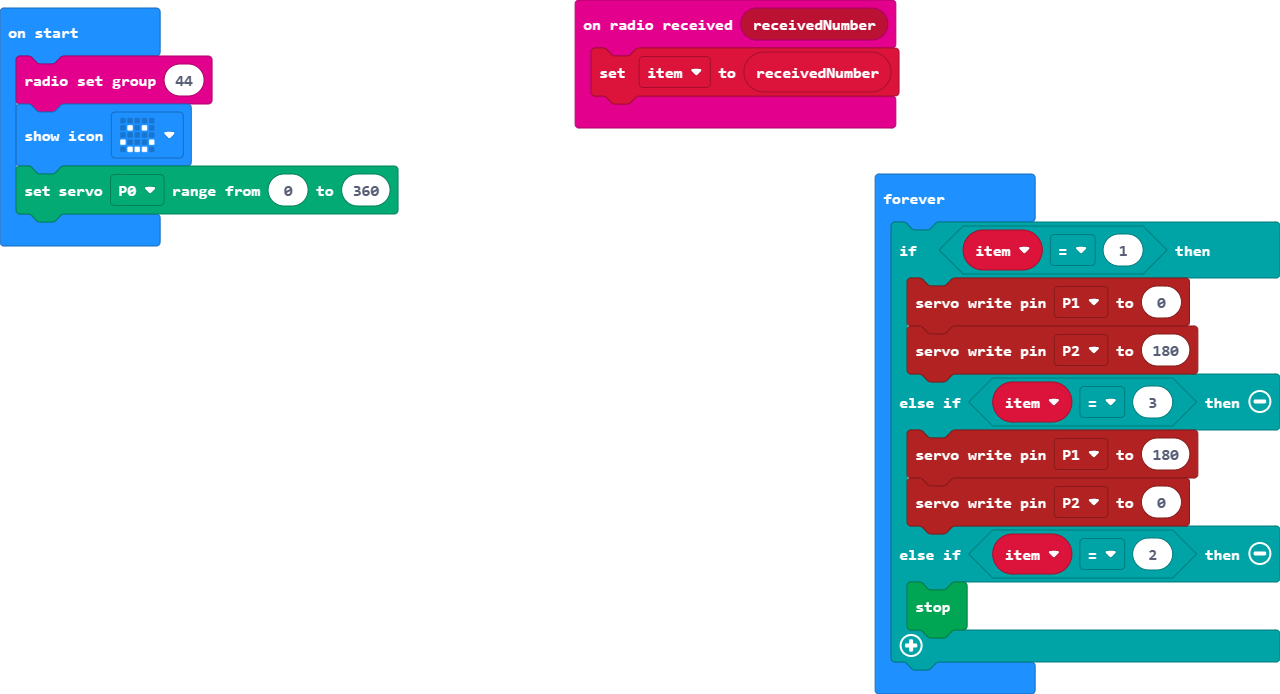 on start
radio set group 44
show icon
set servo P0 range from 0 to 360
on radio received receivedNumber
set item to receivedNumber
forever
if item = 1 then
servo write pin P1 to 0
servo write pin P2 to 180
else if item = 3 then
servo write pin P1 to 180
servo write pin P2 to 0
else if item = 2 then
stop